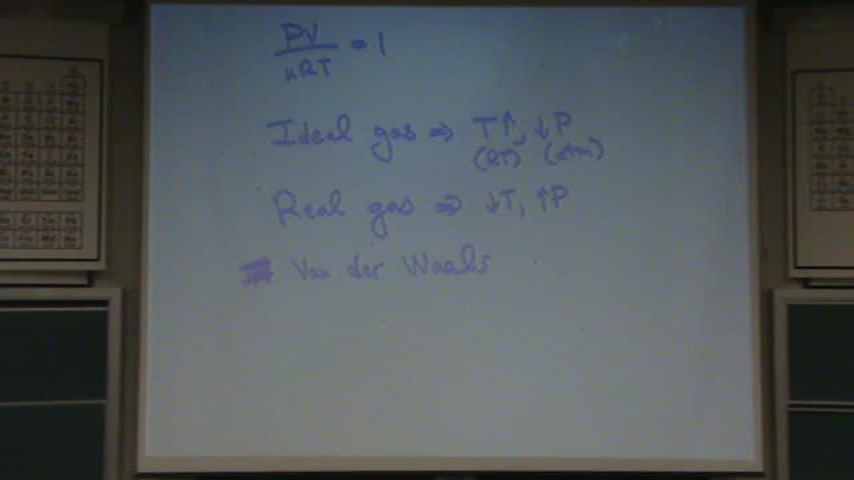 PV
nRT = 1
Ideal gas ⇒ T↑, ↓P
(RT) (atm)
Real gas ⇒ ↓T, ↑P
Van der Waals